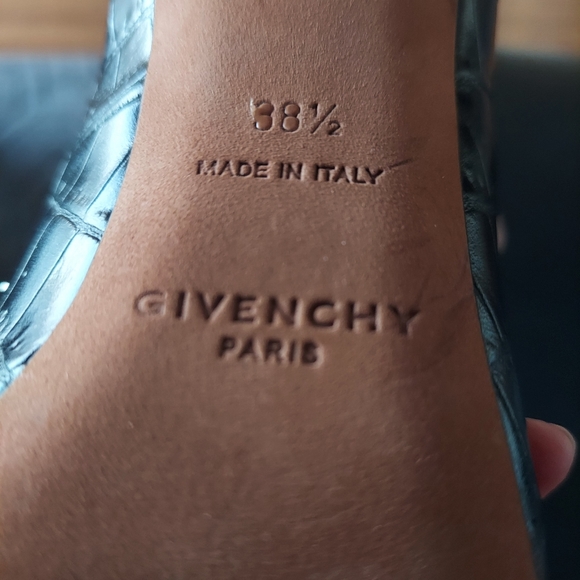 38½
MADE IN ITALY
GIVENCHY
PARIS